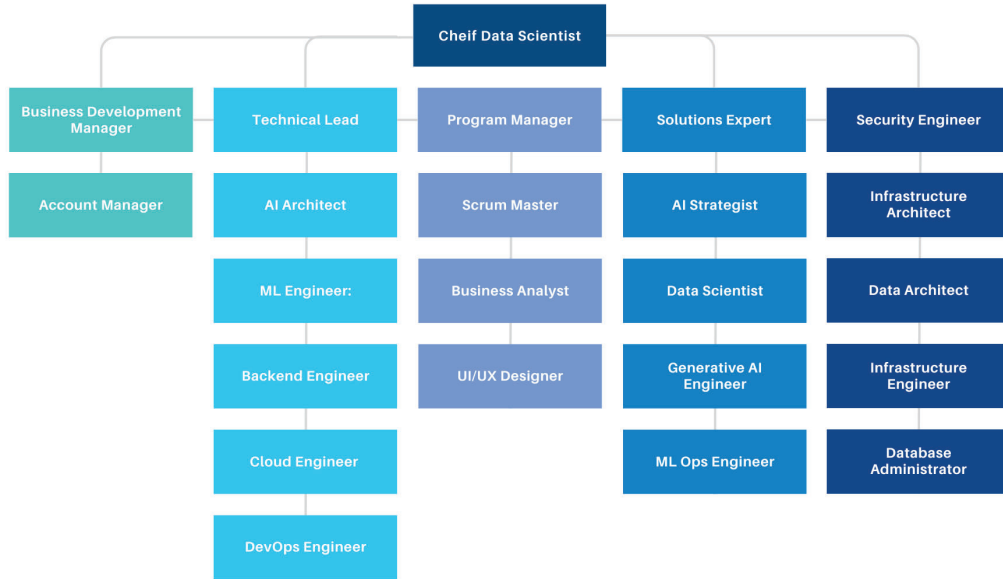 Cheif Data Scientist
Business Development
Manager
Technical Lead
Program Manager
Solutions Expert
Security Engineer
Account Manager
AI Architect
Scrum Master
AI Strategist
Infrastructure
Architect
ML Engineer:
Business Analyst
Data Scientist
Data Architect
Backend Engineer
UI/UX Designer
Generative AI
Engineer
Infrastructure
Engineer
Cloud Engineer
ML Ops Engineer
Database
Administrator
DevOps Engineer